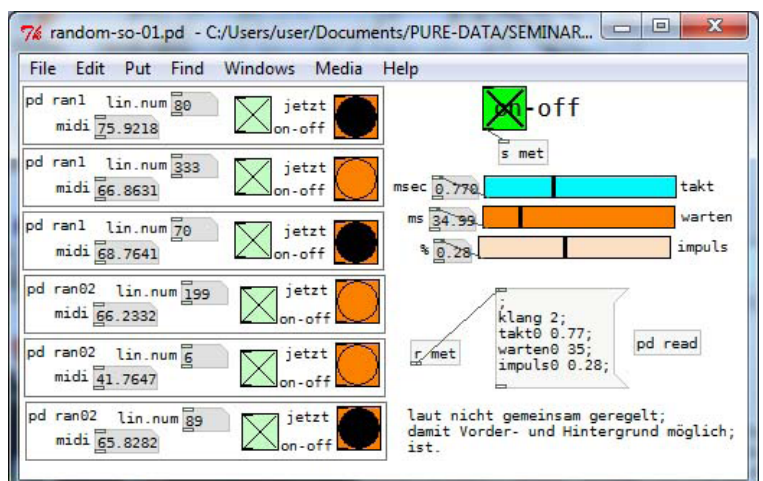 random-so-01.pd - C:/Users/user/Documents/PURE-DATA/SEMINAR...
File Edit Put Find Windows Media Help
pd ran1 lin.num 80 jetzt
midi 75.9218 on-off
pd ran1 lin.num 333 jetzt
midi 66.8631 on-off
pd ran1 lin.num 70 jetzt
midi 68.7641 on-off
pd ran02 lin.num 199 jetzt
midi 66.2332 on-off
pd ran02 lin.num 6 jetzt
midi 41.7647 on-off
pd ran02 lin.num 89 jetzt
midi 65.8282 on-off
on-off
s met
msec 0.770 takt
ms 34.99 warten
% 0.28 impuls
r met
;
klang 2;
takt0 0.77;
warten0 35;
impuls0 0.28;
pd read
laut nicht gemeinsam geregelt;
damit Vorder- und Hintergrund möglich;
ist.